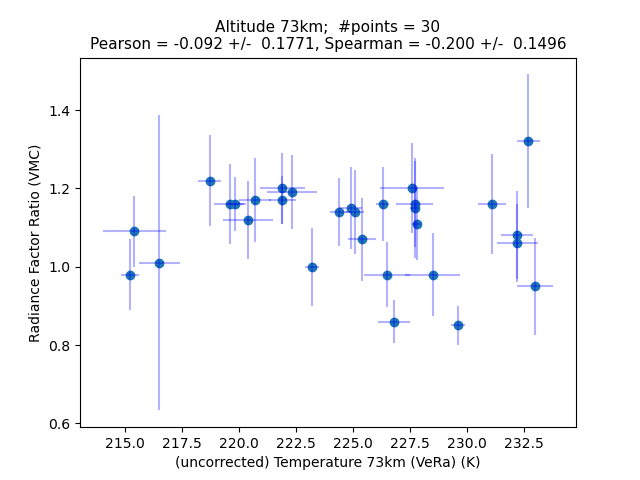 Altitude 73km;  #points = 30
Pearson = -0.092 +/-  0.1771, Spearman = -0.200 +/-  0.1496
1.4
1.2
1.0
0.8
0.6
Radiance Factor Ratio (VMC)
215.0 217.5 220.0 222.5 225.0 227.5 230.0 232.5
(uncorrected) Temperature 73km (VeRa) (K)